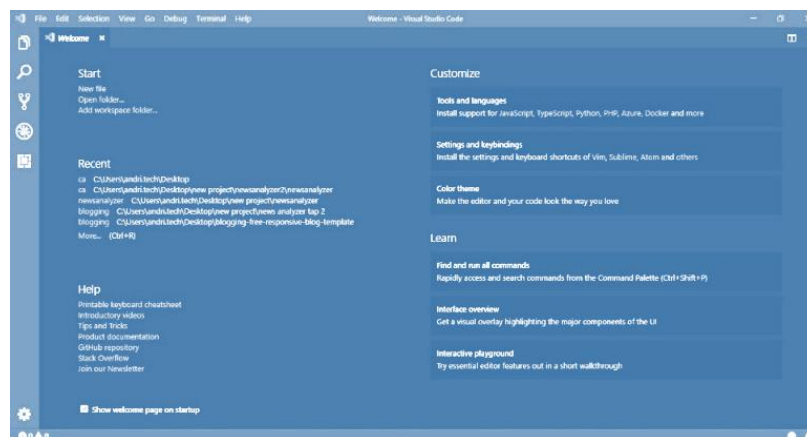 File Edit Selection View Go Debug Terminal Help
Welcome - Visual Studio Code
Welcome
Start
New file
Open folder...
Add workspace folder...
Recent
ca C:\Users\andri.tech\Desktop
ca C:\Users\andri.tech\Desktop\new project\newsanalyzer2\newsanalyzer
newsanalyzer C:\Users\andri.tech\Desktop\new project\newsanalyzer
blogging C:\Users\andri.tech\Desktop\new project\news analyzer tap 2
blogging C:\Users\andri.tech\Desktop\blogging-free-responsive-blog-template
More... (Ctrl+R)
Help
Printable keyboard cheatsheet
Introductory videos
Tips and Tricks
Product documentation
GitHub repository
Stack Overflow
Join our Newsletter
Show welcome page on startup
Customize
Tools and languages
Install support for JavaScript, TypeScript, Python, PHP, Azure, Docker and more
Settings and keybindings
Install the settings and keyboard shortcuts of Vim, Sublime, Atom and others
Color theme
Make the editor and your code look the way you love
Learn
Find and run all commands
Rapidly access and search commands from the Command Palette (Ctrl+Shift+P)
Interface overview
Get a visual overlay highlighting the major components of the UI
Interactive playground
Try essential editor features out in a short walkthrough